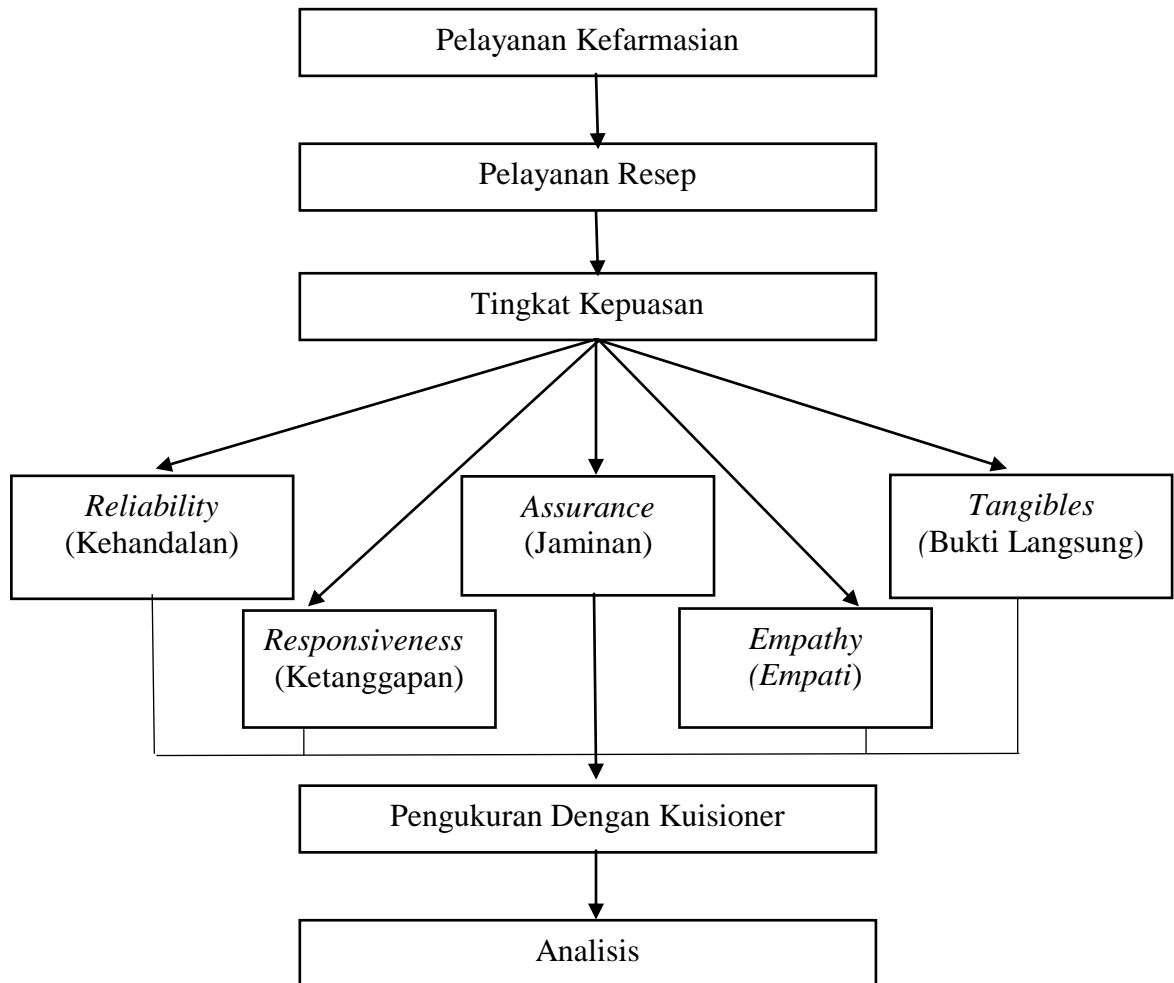 Pelayanan Kefarmasian
Pelayanan Resep
Tingkat Kepuasan
Reliability
(Kehandalan)
Assurance
(Jaminan)
Tangibles
(Bukti Langsung)
Responsiveness
(Ketanggapan)
Empathy
(Empati)
Pengukuran Dengan Kuisioner
Analisis